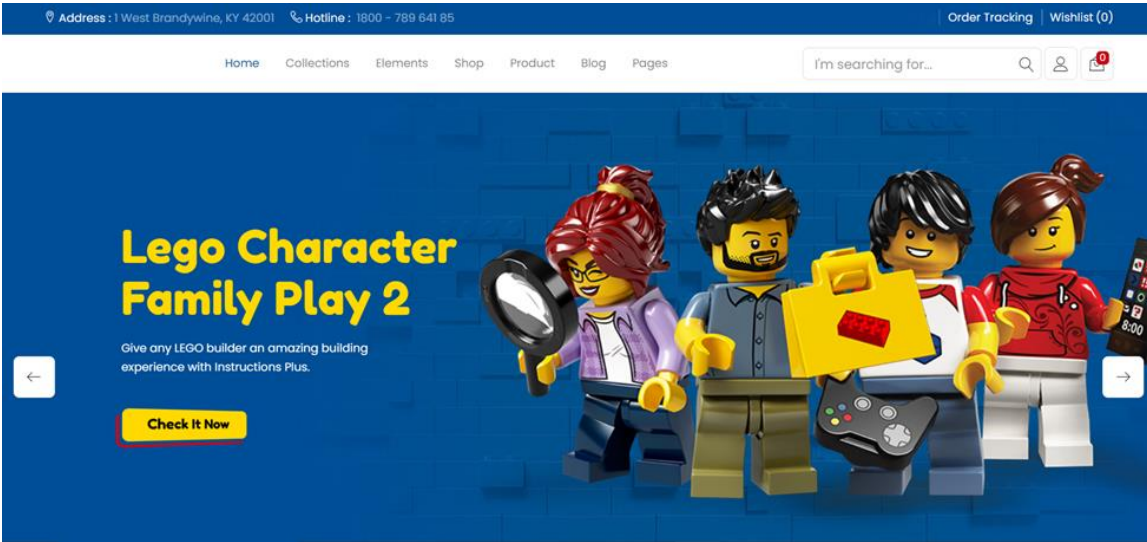 Address : 1 West Brandywine, KY 42001 Hotline : 1800 - 789 641 85 Order Tracking Wishlist (0)
Home Collections Elements Shop Product Blog Pages I'm searching for... 0
Lego Character
Family Play 2
Give any LEGO builder an amazing building
experience with Instructions Plus.
Check It Now
8:00